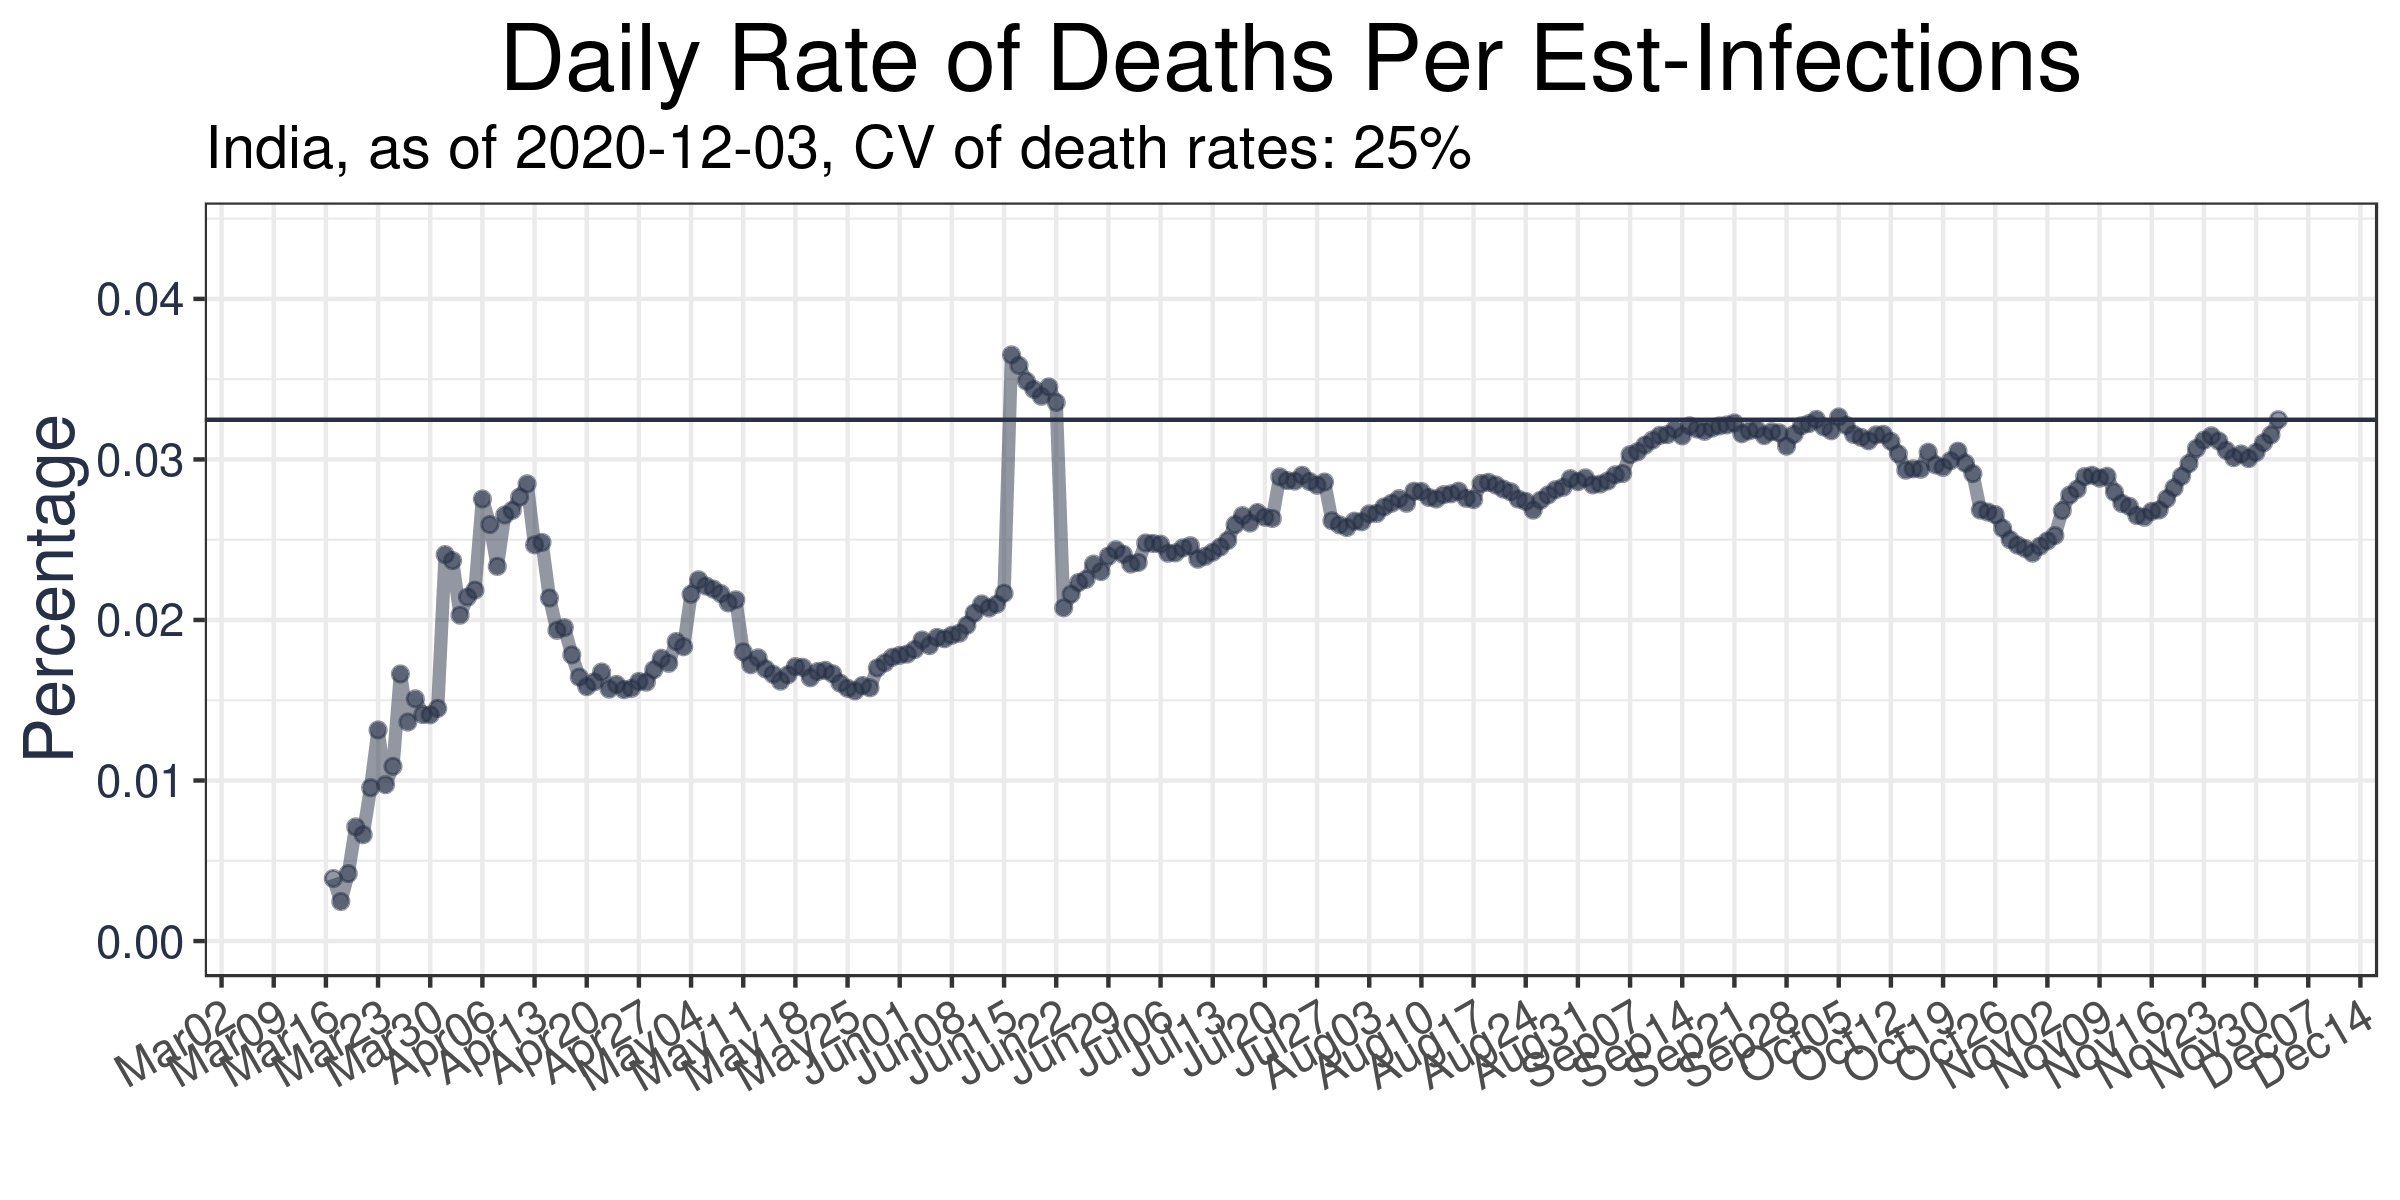 Daily Rate of Deaths Per Est-Infections
India, as of 2020-12-03, CV of death rates: 25%
Percentage
0.04
0.03
0.02
0.01
0.00
Mar02 Mar09 Mar16 Mar23 Mar30 Apr06 Apr13 Apr20 Apr27 May04 May11 May18 May25 Jun01 Jun08 Jun15 Jun22 Jun29 Jul06 Jul13 Jul20 Jul27 Aug03 Aug10 Aug17 Aug24 Aug31 Sep07 Sep14 Sep21 Sep28 Oct05 Oct12 Oct19 Oct26 Nov02 Nov09 Nov16 Nov23 Nov30 Dec07 Dec14